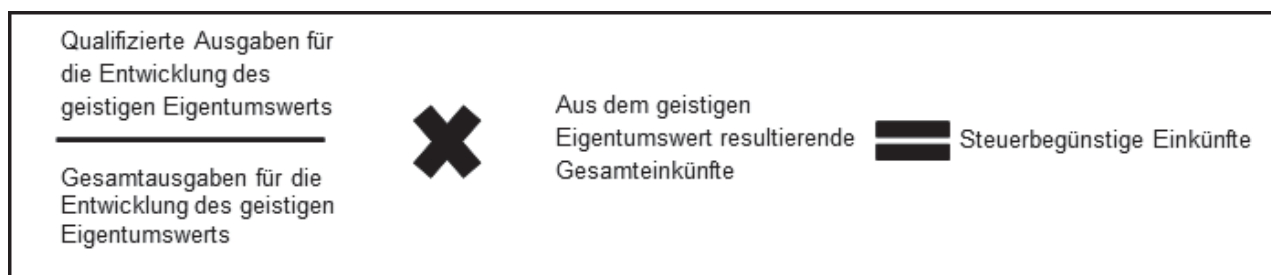 Qualifizierte Ausgaben für
die Entwicklung des
geistigen Eigentumswerts
Gesamtausgaben für die
Entwicklung des geistigen
Eigentumswerts
Aus dem geistigen
Eigentumswert resultierende
Gesamteinkünfte
Steuerbegünstige Einkünfte